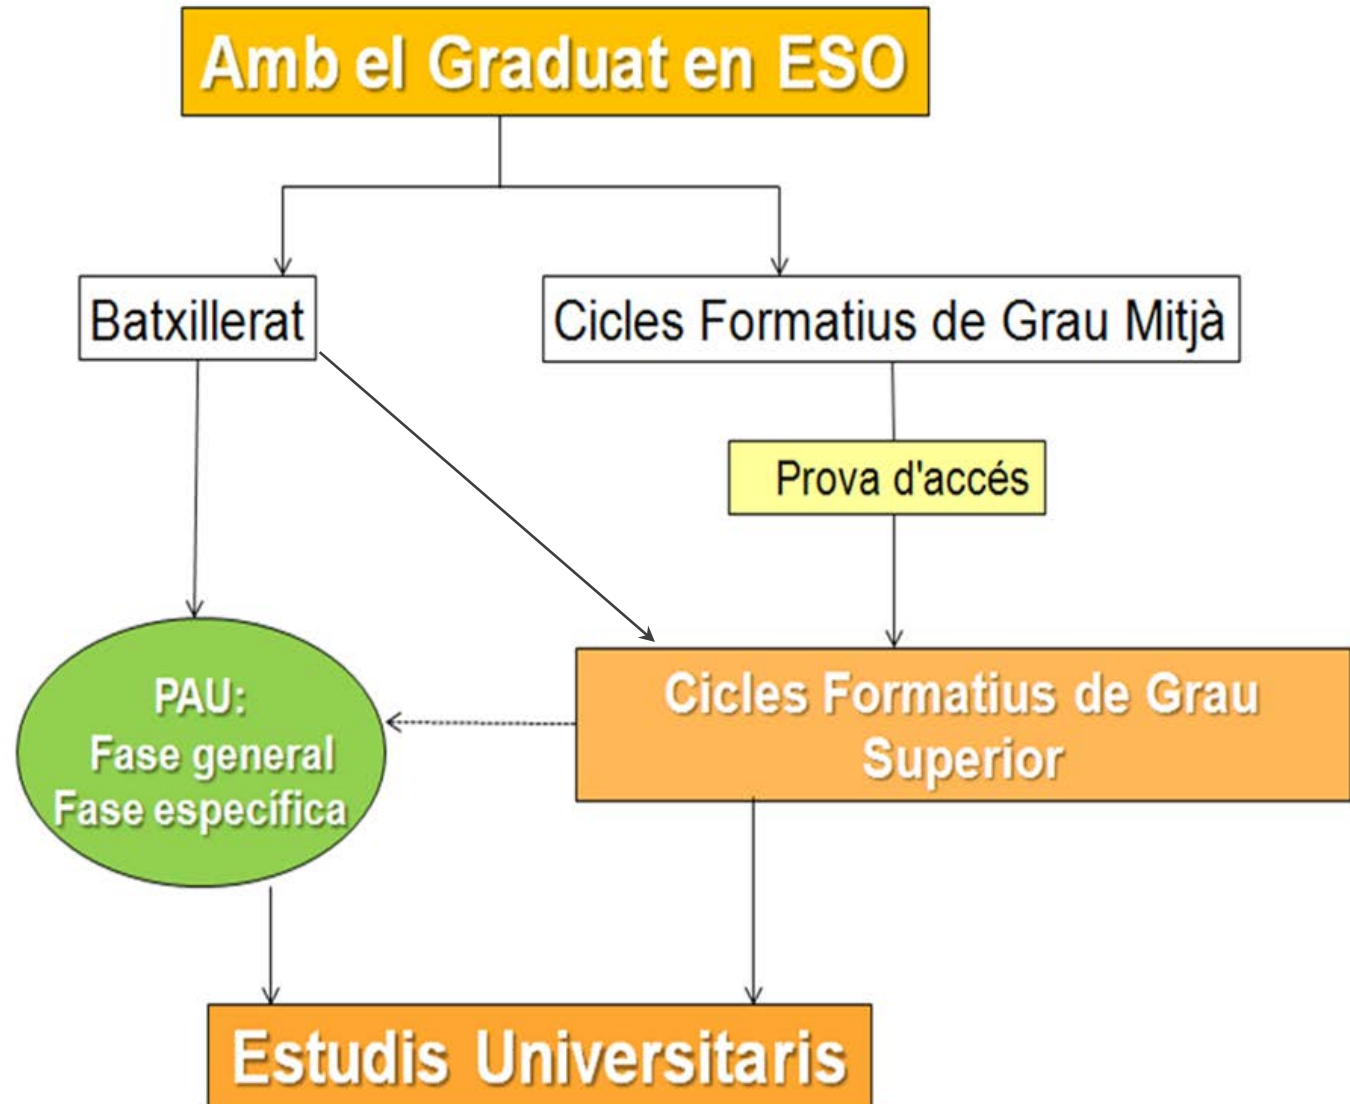 Amb el Graduat en ESO
Batxillerat
Cicles Formatius de Grau Mitjà
Prova d'accés
PAU:
Fase general
Fase específica
Cicles Formatius de Grau
Superior
Estudis Universitaris